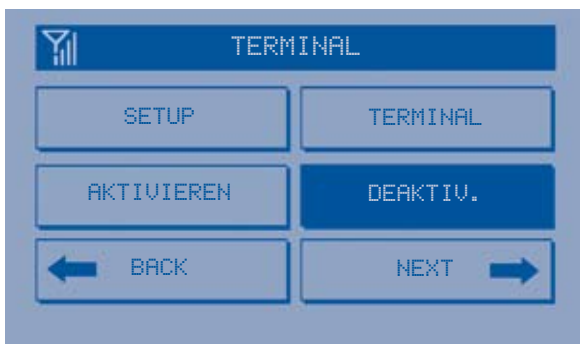 TERMINAL
SETUP
TERMINAL
AKTIVIEREN
DEAKTIV.
BACK
NEXT